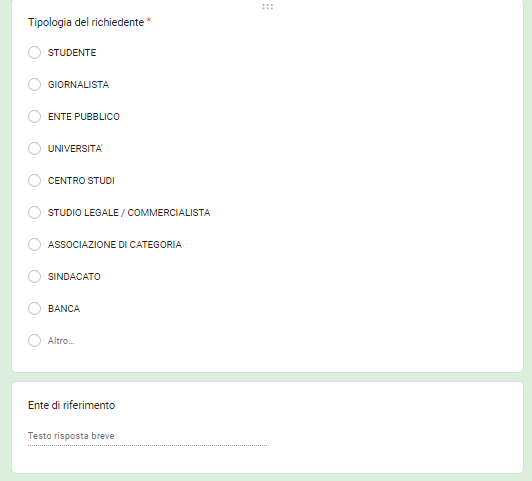 Tipologia del richiedente *
STUDENTE
GIORNALISTA
ENTE PUBBLICO
UNIVERSITA'
CENTRO STUDI
STUDIO LEGALE / COMMERCIALISTA
ASSOCIAZIONE DI CATEGORIA
SINDACATO
BANCA
Altro...
Ente di riferimento
Testo risposta breve